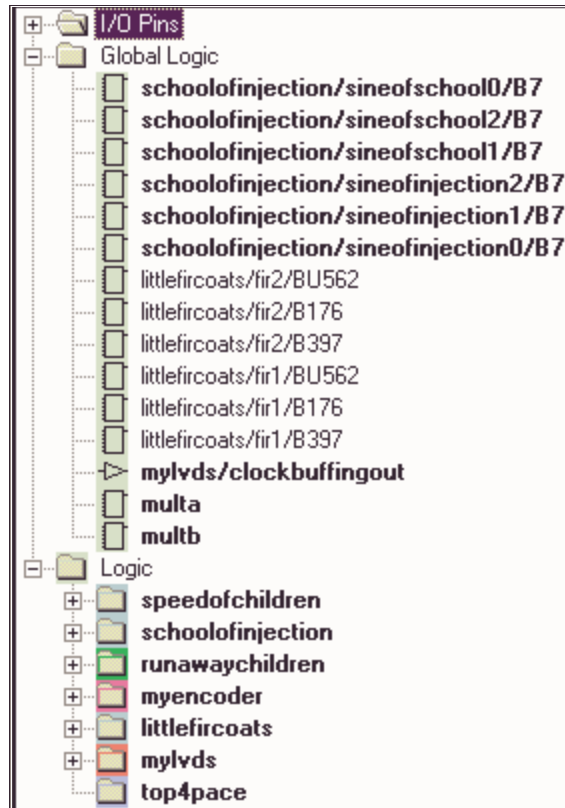 I/O Pins
Global Logic
schoolofinjection/sineofschool0/B7
schoolofinjection/sineofschool2/B7
schoolofinjection/sineofschool1/B7
schoolofinjection/sineofinjection2/B7
schoolofinjection/sineofinjection1/B7
schoolofinjection/sineofinjection0/B7
littlefircoats/fir2/BU562
littlefircoats/fir2/B176
littlefircoats/fir2/B397
littlefircoats/fir1/BU562
littlefircoats/fir1/B176
littlefircoats/fir1/B397
mylvds/clockbuffingout
multa
multb
Logic
speedofchildren
schoolofinjection
runawaychildren
myencoder
littlefircoats
mylvds
top4pace